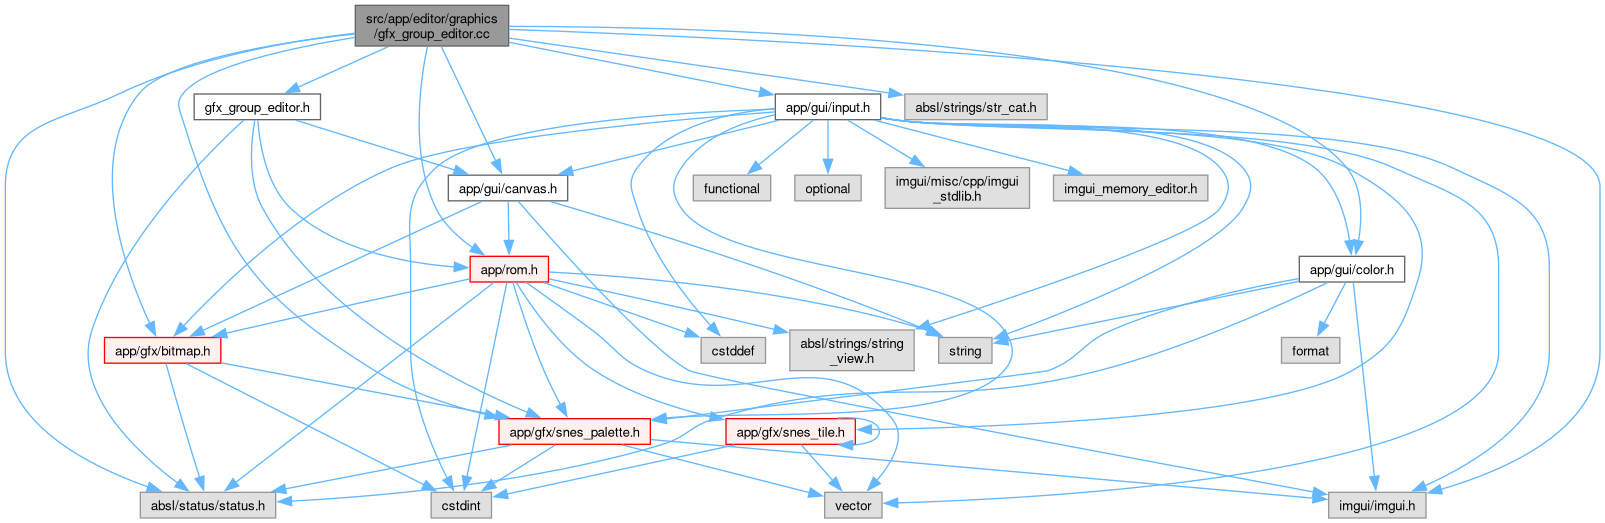 src/app/editor/graphics
/gfx_group_editor.cc
gfx_group_editor.h
app/gui/input.h
absl/strings/str_cat.h
app/gui/canvas.h
functional
optional
imgui/misc/cpp/imgui
_stdlib.h
imgui_memory_editor.h
app/rom.h
app/gui/color.h
app/gfx/bitmap.h
cstddef
absl/strings/string
_view.h
string
format
app/gfx/snes_palette.h
app/gfx/snes_tile.h
absl/status/status.h
cstdint
vector
imgui/imgui.h